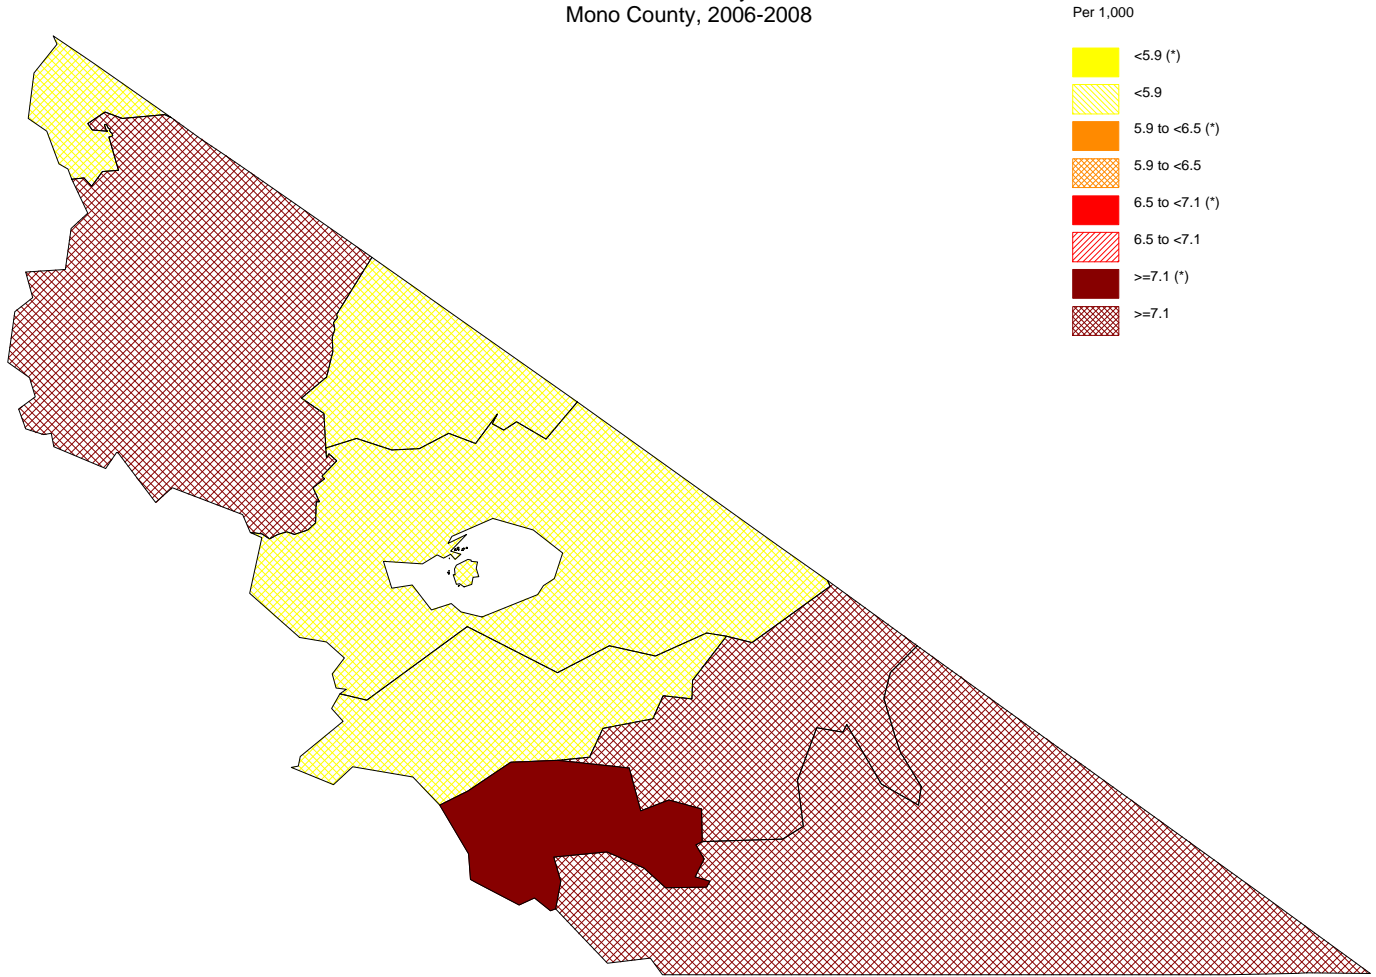 Mono County, 2006-2008
Per 1,000
<5.9 (*)
<5.9
5.9 to <6.5 (*)
5.9 to <6.5
6.5 to <7.1 (*)
6.5 to <7.1
>=7.1 (*)
>=7.1